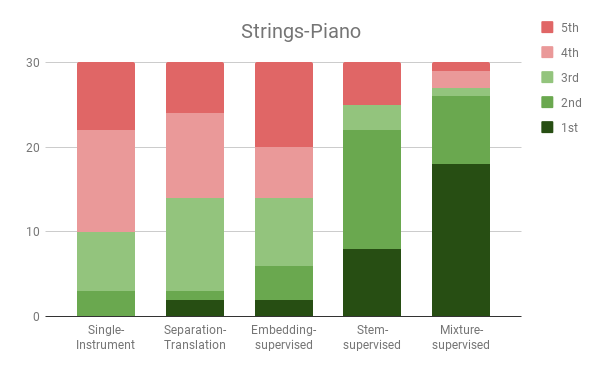 Strings-Piano
5th
4th
3rd
2nd
1st
30
20
10
0
Single-
Instrument
Separation-
Translation
Embedding-
supervised
Stem-
supervised
Mixture-
supervised